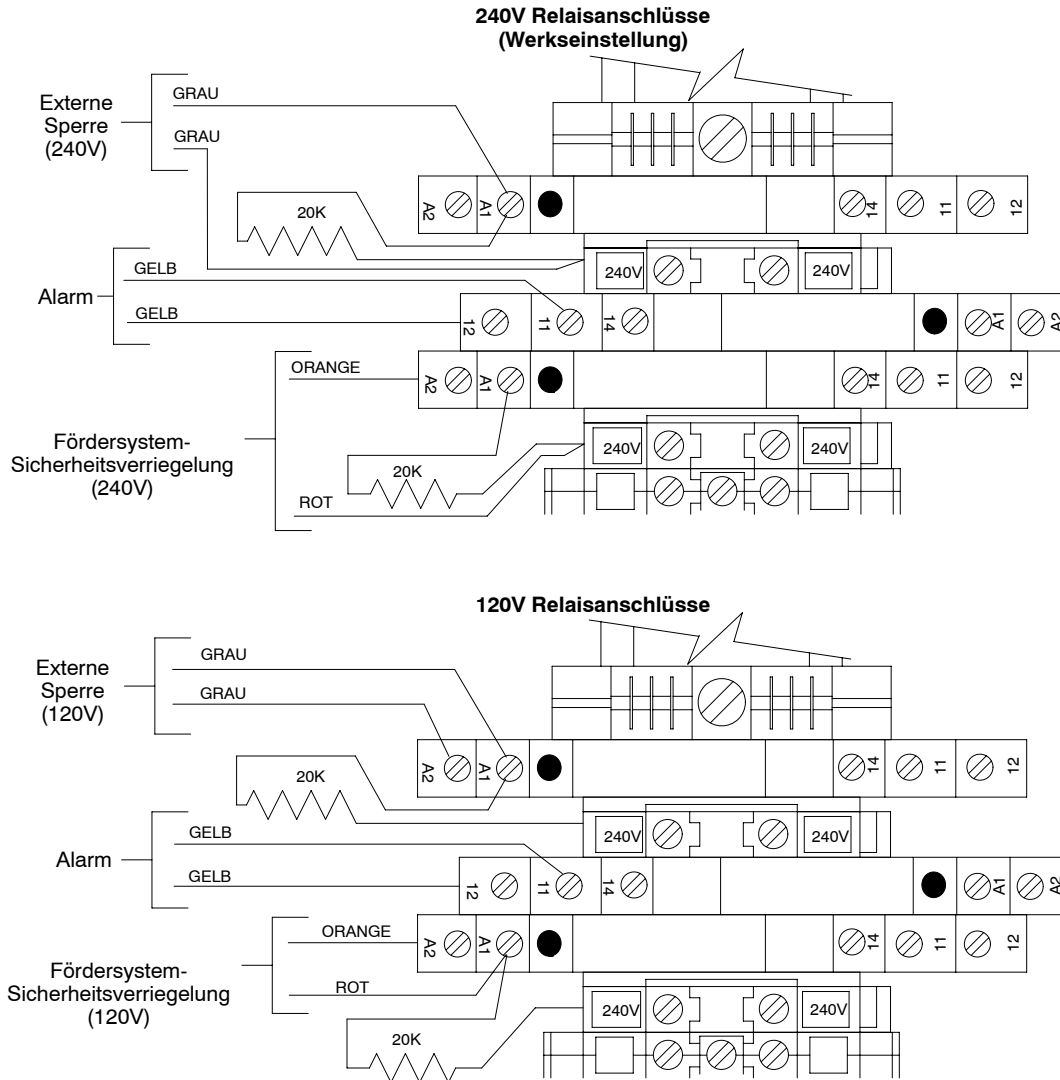 240V Relaisanschlüsse
(Werkseinstellung)
Externe
Sperre
(240V)
GRAU
GRAU
20K
A2
A1
14
11
12
Alarm
GELB
GELB
240V
240V
12
11
14
A1
A2
Fördersystem-
Sicherheitsverriegelung
(240V)
ORANGE
A2
A1
14
11
12
20K
ROT
240V
240V
120V Relaisanschlüsse
Externe
Sperre
(120V)
GRAU
GRAU
20K
A2
A1
14
11
12
Alarm
GELB
GELB
240V
240V
12
11
14
A1
A2
Fördersystem-
Sicherheitsverriegelung
(120V)
ORANGE
A2
A1
14
11
12
ROT
20K
240V
240V